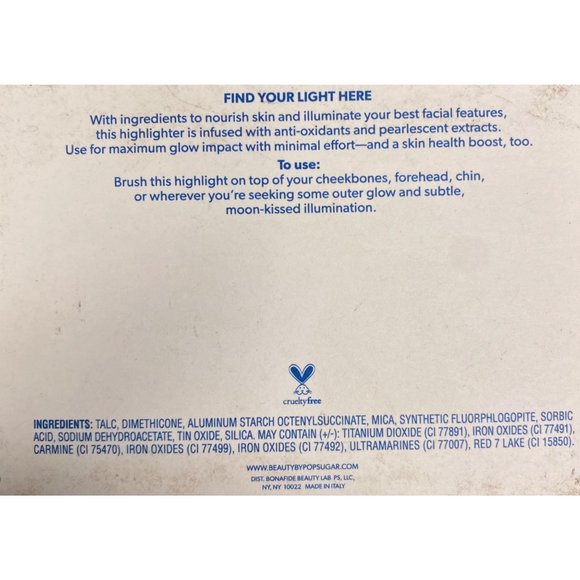 FIND YOUR LIGHT HERE
With ingredients to nourish skin and illuminate your best facial features,
this highlighter is infused with anti-oxidants and pearlescent extracts.
Use for maximum glow impact with minimal effort—and a skin health boost, too.
To use:
Brush this highlight on top of your cheekbones, forehead, chin,
or wherever you're seeking some outer glow and subtle,
moon-kissed illumination.
crueltyfree
INGREDIENTS: TALC, DIMETHICONE, ALUMINUM STARCH OCTENYLSUCCINATE, MICA, SYNTHETIC FLUORPHLOGOPITE, SORBIC
ACID, SODIUM DEHYDROACETATE, TIN OXIDE, SILICA. MAY CONTAIN (+/-): TITANIUM DIOXIDE (CI 77891), IRON OXIDES (CI 77491),
CARMINE (CI 75470), IRON OXIDES (CI 77499), IRON OXIDES (CI 77492), ULTRAMARINES (CI 77007), RED 7 LAKE (CI 15850).
WWW.BEAUTYBYPOPSUGAR.COM
DIST. BONAFIDE BEAUTY LAB. PS, LLC,
NY, NY 10022 MADE IN ITALY